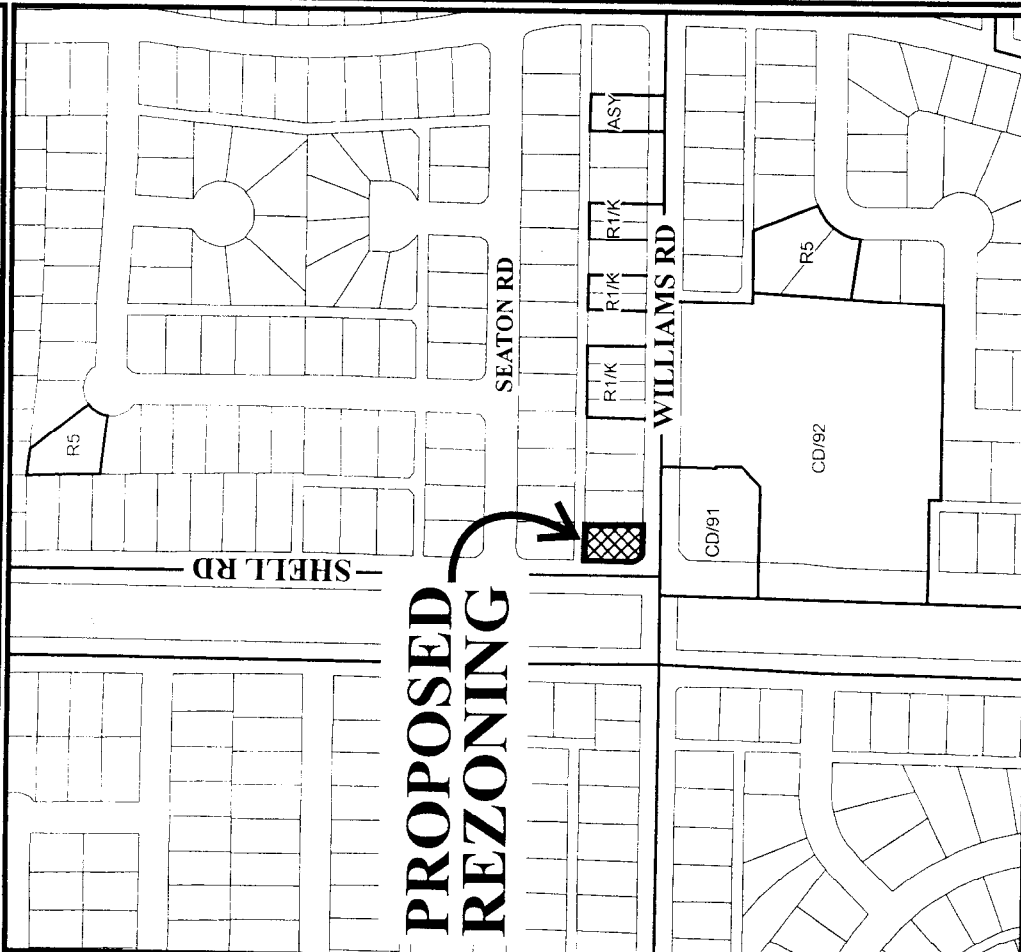 R5
SEATON RD
ASY
R1/K
R1/K
R1/K
WILLIAMS RD
R5
CD/92
CD/91
SHELL RD
PROPOSED
REZONING